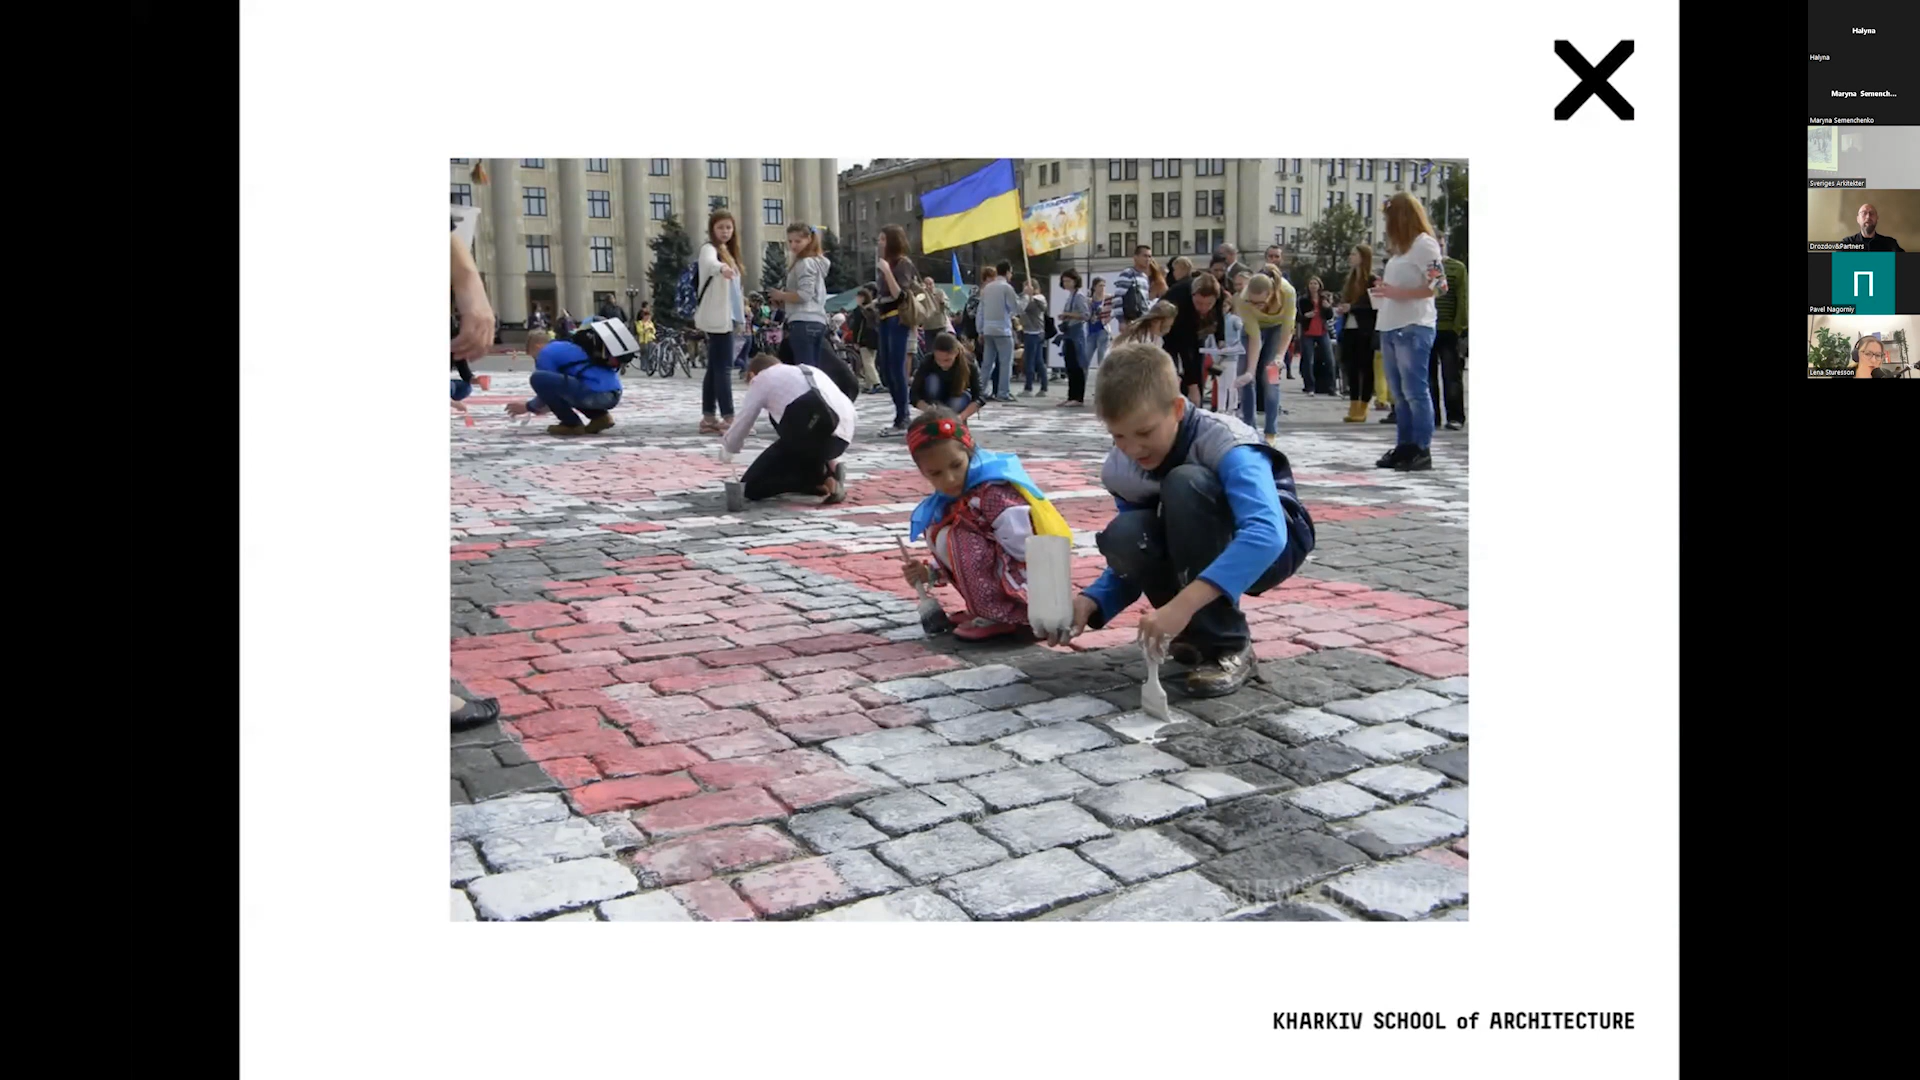 Halyna
Halyna
Maryna Semench...
Maryna Semenchenko
Sveriges Arkitekter
Drozdov&Partners
П
Pavel Nagorniy
Lena Sturesson
KHARKIV SCHOOL of ARCHITECTURE